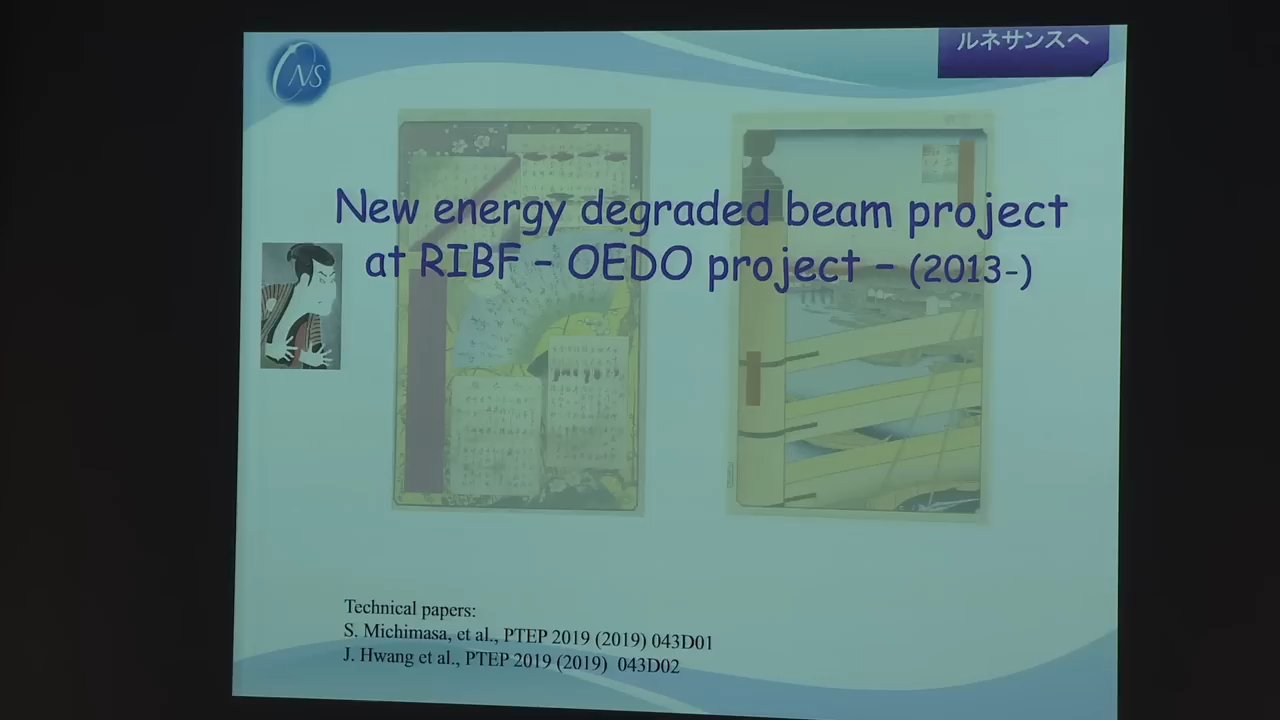 CNS
ルネサンスへ
New energy degraded beam project
at RIBF – OEDO project – (2013-)
Technical papers:
S. Michimasa, et al., PTEP 2019 (2019) 043D01
J. Hwang et al., PTEP 2019 (2019) 043D02